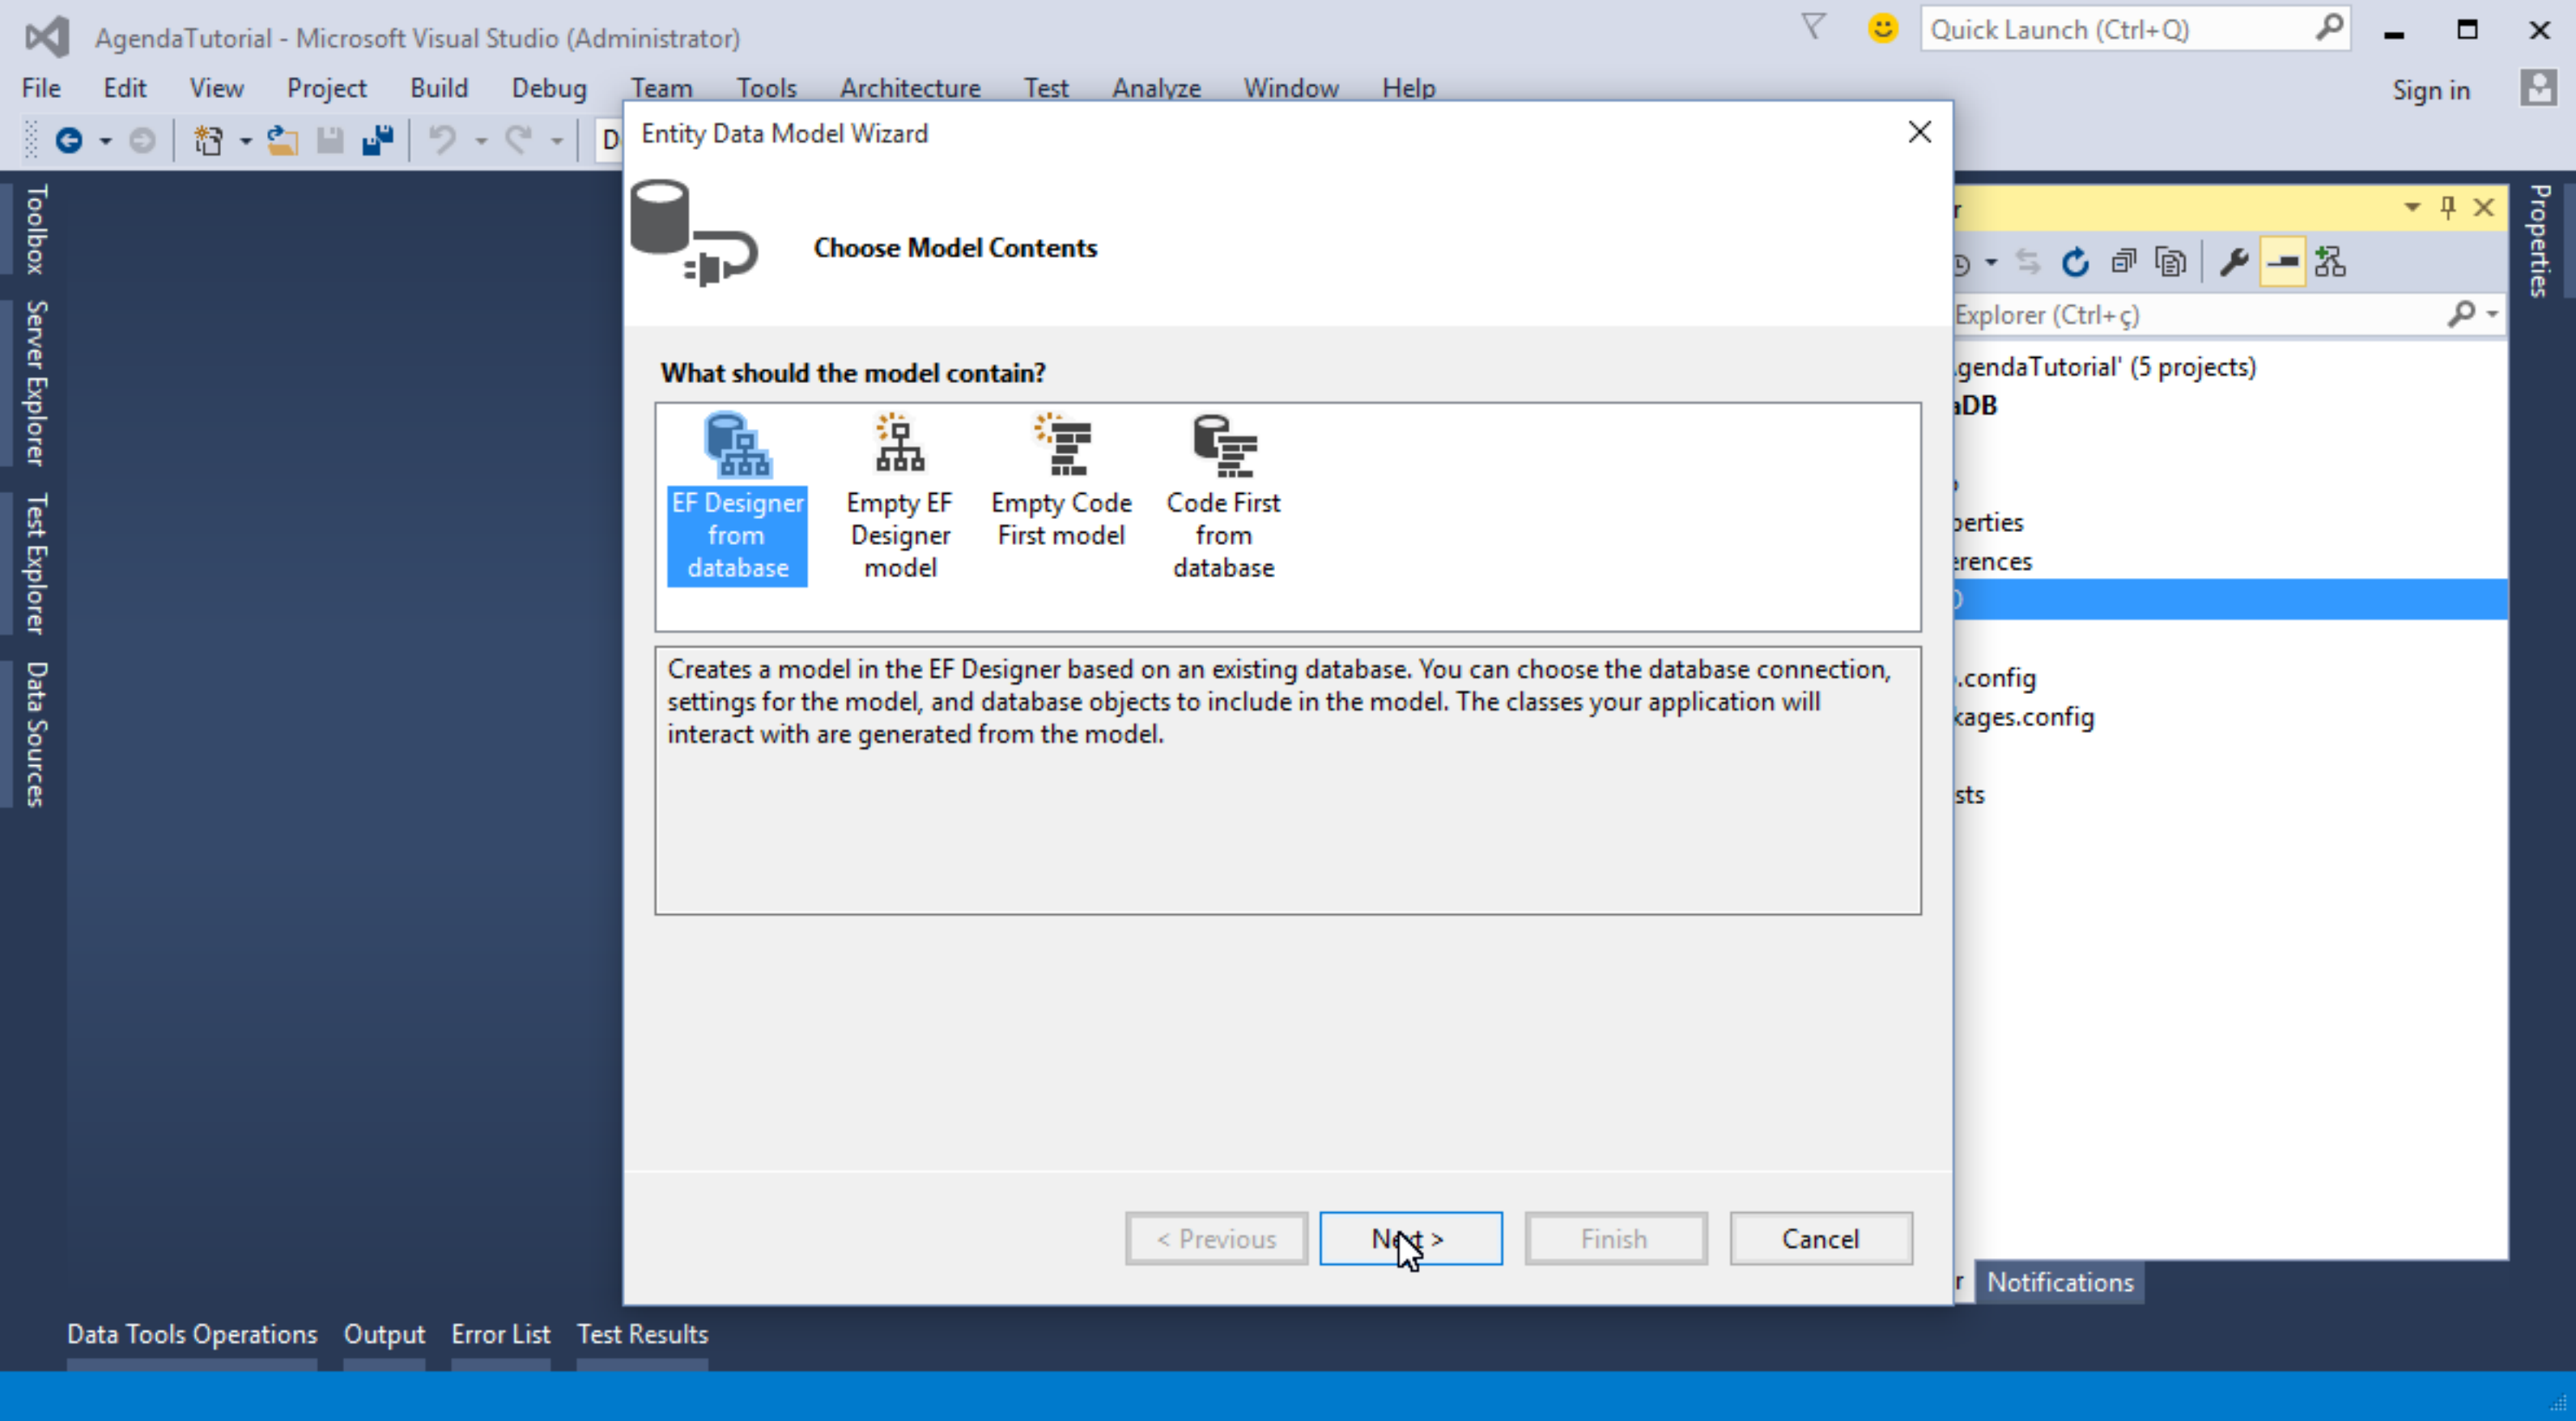 AgendaTutorial - Microsoft Visual Studio (Administrator)
Quick Launch (Ctrl+Q)
File Edit View Project Build Debug Team Tools Architecture Test Analyze Window Help
Sign in
Entity Data Model Wizard
Choose Model Contents
What should the model contain?
EF Designer
from
database
Empty EF
Designer
model
Empty Code
First model
Code First
from
database
Creates a model in the EF Designer based on an existing database. You can choose the database connection,
settings for the model, and database objects to include in the model. The classes your application will
interact with are generated from the model.
< Previous
Next >
Finish
Cancel
Toolbox
Server Explorer
Test Explorer
Data Sources
Properties
Explorer (Ctrl+ç)
gendaTutorial' (5 projects)
aDB
perties
erences
.config
kages.config
sts
r
Notifications
Data Tools Operations
Output
Error List
Test Results